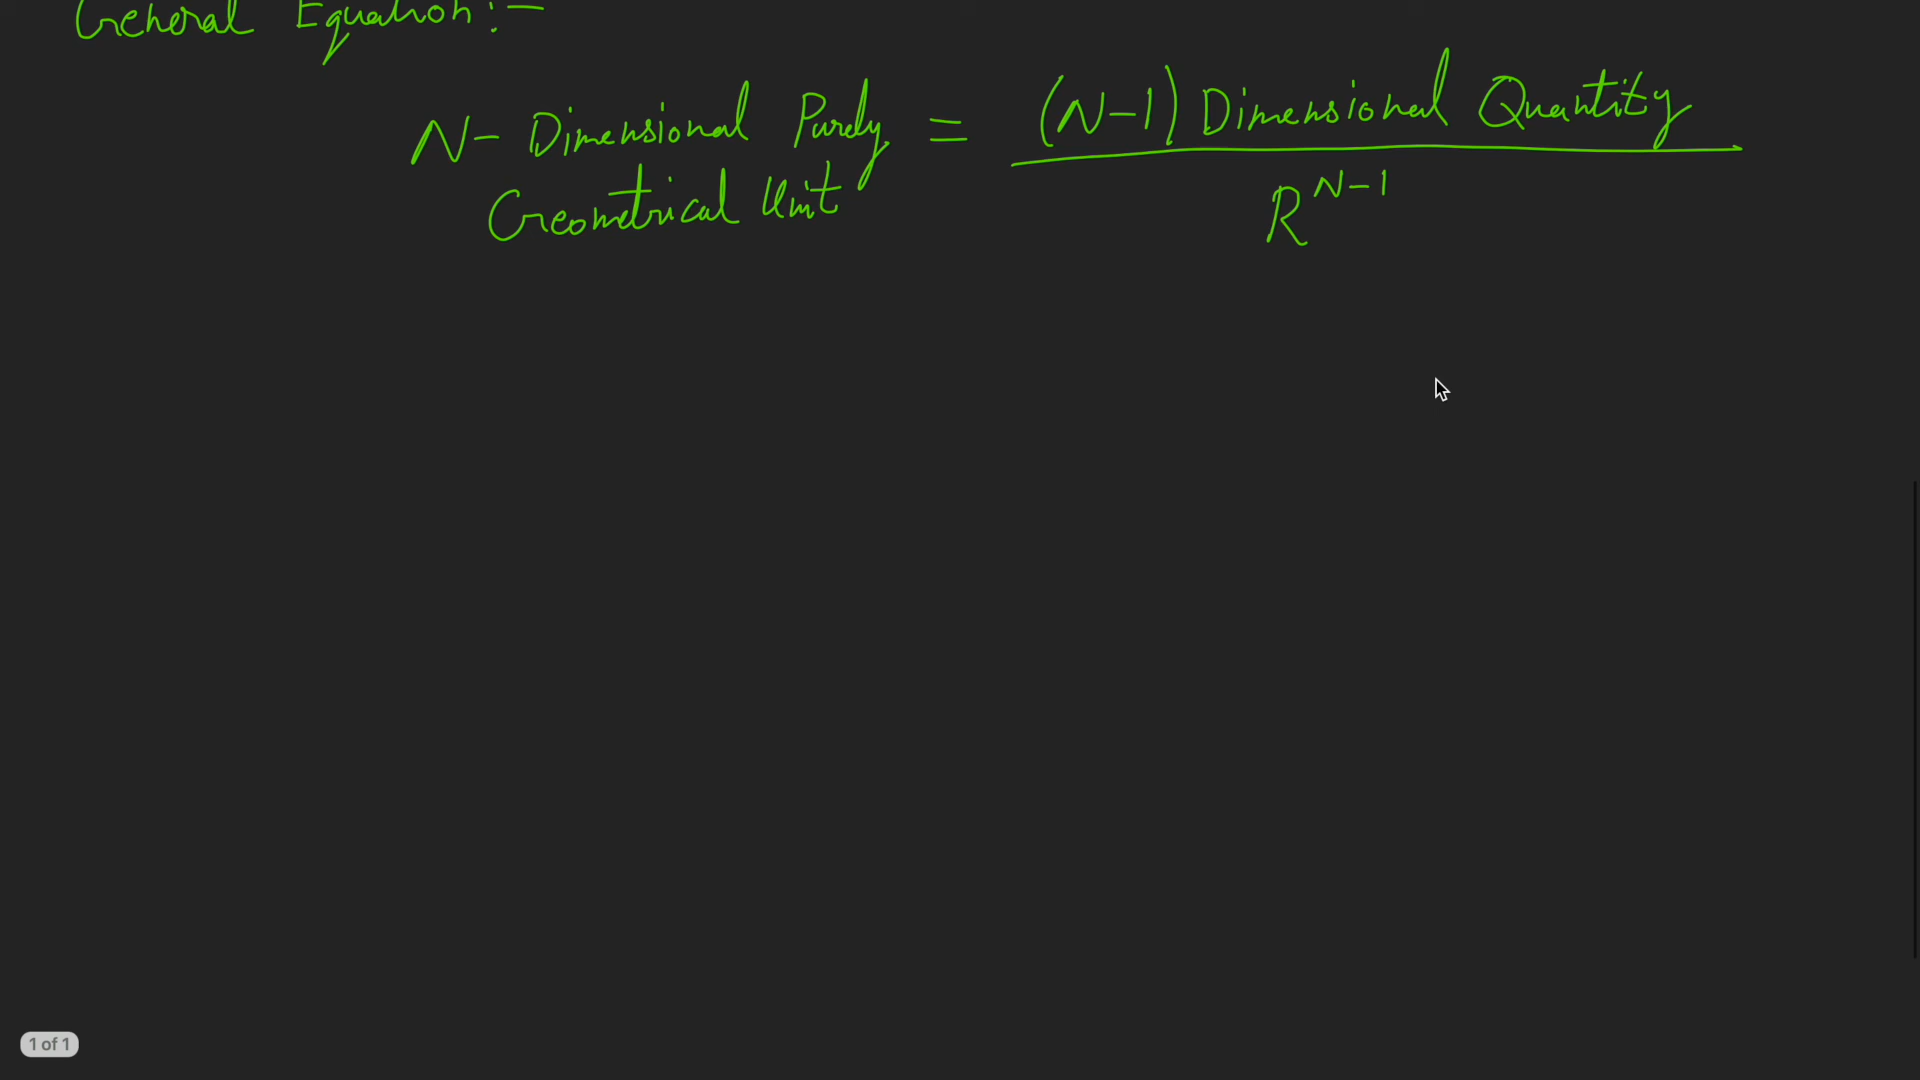 General Equation:-
N- Dimensional Purely = (N-1) Dimensional Quantity
Geometrical Unit
R^{N-1}
1 of 1